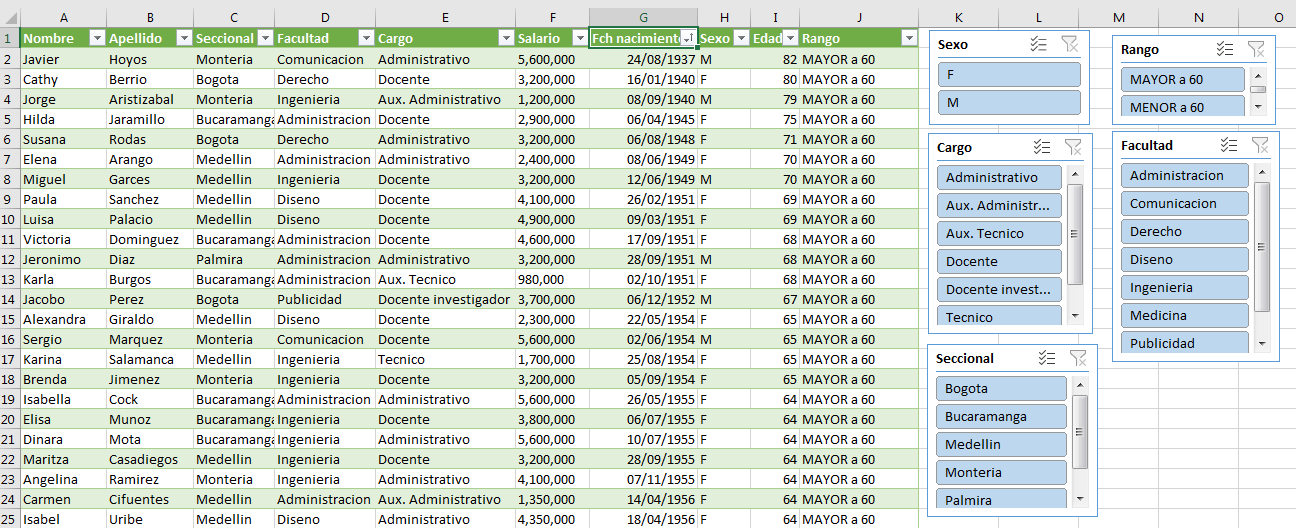 A B C D E F G H I J K L M N O
1 Nombre Apellido Seccional Facultad Cargo Salario Fch nacimiento Sexo Edad Rango
2 Javier Hoyos Monteria Comunicacion Administrativo 5,600,000 24/08/1937 M 82 MAYOR a 60
3 Cathy Berrio Bogota Derecho Docente 3,200,000 16/01/1940 F 80 MAYOR a 60
4 Jorge Aristizabal Monteria Ingenieria Aux. Administrativo 1,200,000 08/09/1940 M 79 MAYOR a 60
5 Hilda Jaramillo Bucaramanga Administracion Docente 2,900,000 06/04/1945 F 75 MAYOR a 60
6 Susana Rodas Bogota Derecho Administrativo 3,200,000 06/08/1948 F 71 MAYOR a 60
7 Elena Arango Medellin Administracion Administrativo 2,400,000 08/06/1949 F 70 MAYOR a 60
8 Miguel Garces Medellin Ingenieria Docente 3,200,000 12/06/1949 M 70 MAYOR a 60
9 Paula Sanchez Medellin Diseno Docente 4,100,000 26/02/1951 F 69 MAYOR a 60
10 Luisa Palacio Medellin Diseno Docente 4,900,000 09/03/1951 F 69 MAYOR a 60
11 Victoria Dominguez Bucaramanga Administracion Docente 4,600,000 17/09/1951 F 68 MAYOR a 60
12 Jeronimo Diaz Palmira Administracion Administrativo 3,200,000 28/09/1951 M 68 MAYOR a 60
13 Karla Burgos Bucaramanga Administracion Aux. Tecnico 980,000 02/10/1951 F 68 MAYOR a 60
14 Jacobo Perez Bogota Publicidad Docente investigador 3,700,000 06/12/1952 M 67 MAYOR a 60
15 Alexandra Giraldo Medellin Diseno Docente 2,300,000 22/05/1954 F 65 MAYOR a 60
16 Sergio Marquez Monteria Comunicacion Docente 5,600,000 02/06/1954 M 65 MAYOR a 60
17 Karina Salamanca Medellin Ingenieria Tecnico 1,700,000 25/08/1954 F 65 MAYOR a 60
18 Brenda Jimenez Monteria Ingenieria Docente 3,200,000 05/09/1954 F 65 MAYOR a 60
19 Isabella Cock Bucaramanga Ingenieria Administrativo 5,600,000 26/05/1955 F 64 MAYOR a 60
20 Elisa Munoz Bucaramanga Ingenieria Docente 3,800,000 06/07/1955 F 64 MAYOR a 60
21 Dinara Mota Bucaramanga Ingenieria Administrativo 5,600,000 10/07/1955 F 64 MAYOR a 60
22 Maritza Casadiegos Medellin Ingenieria Docente 3,200,000 28/09/1955 F 64 MAYOR a 60
23 Angelina Ramirez Monteria Ingenieria Administrativo 4,100,000 07/11/1955 F 64 MAYOR a 60
24 Carmen Cifuentes Medellin Administracion Aux. Administrativo 1,350,000 14/04/1956 F 64 MAYOR a 60
25 Isabel Uribe Medellin Diseno Administrativo 4,350,000 18/04/1956 F 64 MAYOR a 60
Sexo
F
M
Rango
MAYOR a 60
MENOR a 60
Cargo
Administrativo
Aux. Administr...
Aux. Tecnico
Docente
Docente invest...
Tecnico
Facultad
Administracion
Comunicacion
Derecho
Diseno
Ingenieria
Medicina
Publicidad
Seccional
Bogota
Bucaramanga
Medellin
Monteria
Palmira